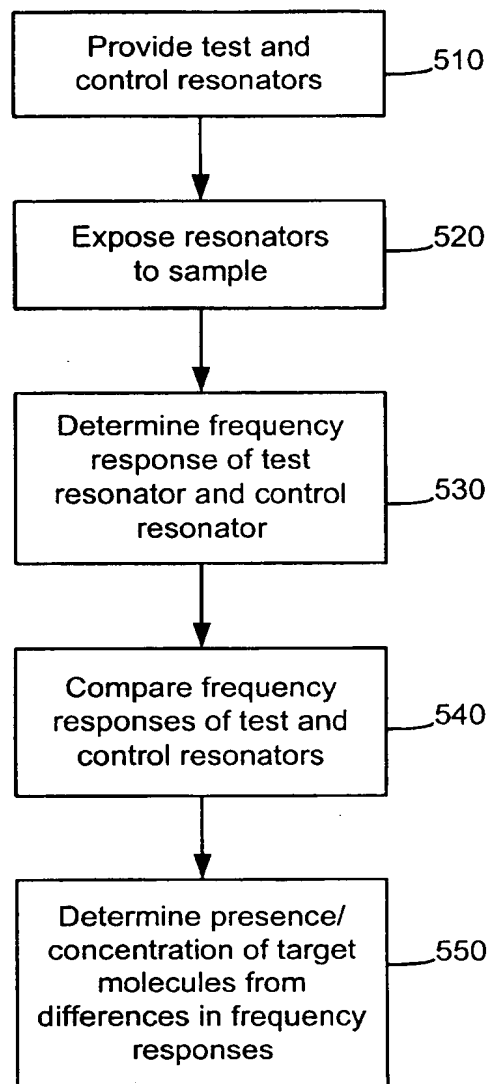 Provide test and
control resonators
510
Expose resonators
to sample
520
Determine frequency
response of test
resonator and control
resonator
530
Compare frequency
responses of test and
control resonators
540
Determine presence/
concentration of target
molecules from
differences in frequency
responses
550